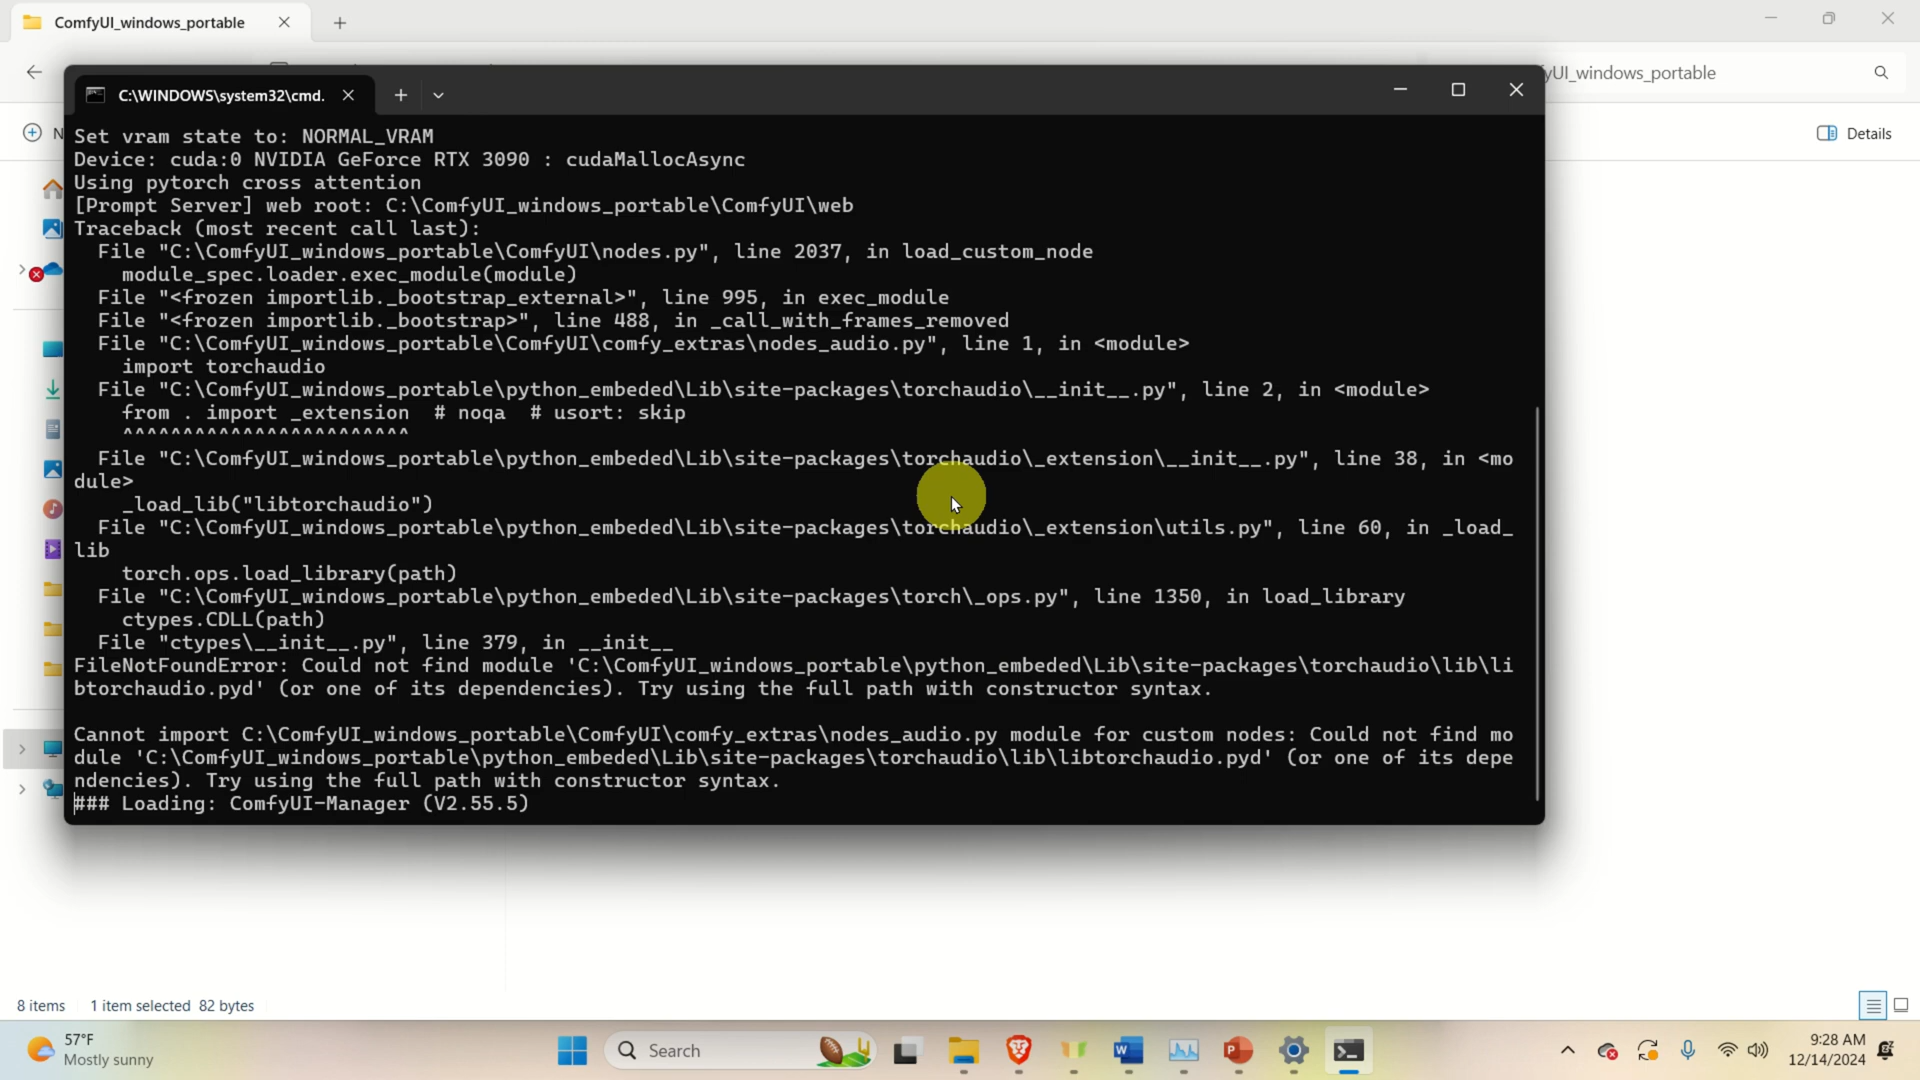 ComfyUI_windows_portable
yUI_windows_portable
C:\WINDOWS\system32\cmd.
N
Details
Set vram state to: NORMAL_VRAM
Device: cuda:0 NVIDIA GeForce RTX 3090 : cudaMallocAsync
Using pytorch cross attention
[Prompt Server] web root: C:\ComfyUI_windows_portable\ComfyUI\web
Traceback (most recent call last):
  File "C:\ComfyUI_windows_portable\ComfyUI\nodes.py", line 2037, in load_custom_node
    module_spec.loader.exec_module(module)
  File "<frozen importlib._bootstrap_external>", line 995, in exec_module
  File "<frozen importlib._bootstrap>", line 488, in _call_with_frames_removed
  File "C:\ComfyUI_windows_portable\ComfyUI\comfy_extras\nodes_audio.py", line 1, in <module>
    import torchaudio
  File "C:\ComfyUI_windows_portable\python_embeded\Lib\site-packages\torchaudio\__init__.py", line 2, in <module>
    from . import _extension  # noqa  # usort: skip
    ^^^^^^^^^^^^^^^^^^^^^^^^
  File "C:\ComfyUI_windows_portable\python_embeded\Lib\site-packages\torchaudio\_extension\__init__.py", line 38, in <mo
dule>
    _load_lib("libtorchaudio")
  File "C:\ComfyUI_windows_portable\python_embeded\Lib\site-packages\torchaudio\_extension\utils.py", line 60, in _load_
lib
    torch.ops.load_library(path)
  File "C:\ComfyUI_windows_portable\python_embeded\Lib\site-packages\torch\_ops.py", line 1350, in load_library
    ctypes.CDLL(path)
  File "ctypes\__init__.py", line 379, in __init__
FileNotFoundError: Could not find module 'C:\ComfyUI_windows_portable\python_embeded\Lib\site-packages\torchaudio\lib\li
btorchaudio.pyd' (or one of its dependencies). Try using the full path with constructor syntax.
Cannot import C:\ComfyUI_windows_portable\ComfyUI\comfy_extras\nodes_audio.py module for custom nodes: Could not find mo
dule 'C:\ComfyUI_windows_portable\python_embeded\Lib\site-packages\torchaudio\lib\libtorchaudio.pyd' (or one of its depe
ndencies). Try using the full path with constructor syntax.
### Loading: ComfyUI-Manager (V2.55.5)
8 items 1 item selected 82 bytes
57°F
Mostly sunny
Search
9:28 AM
12/14/2024